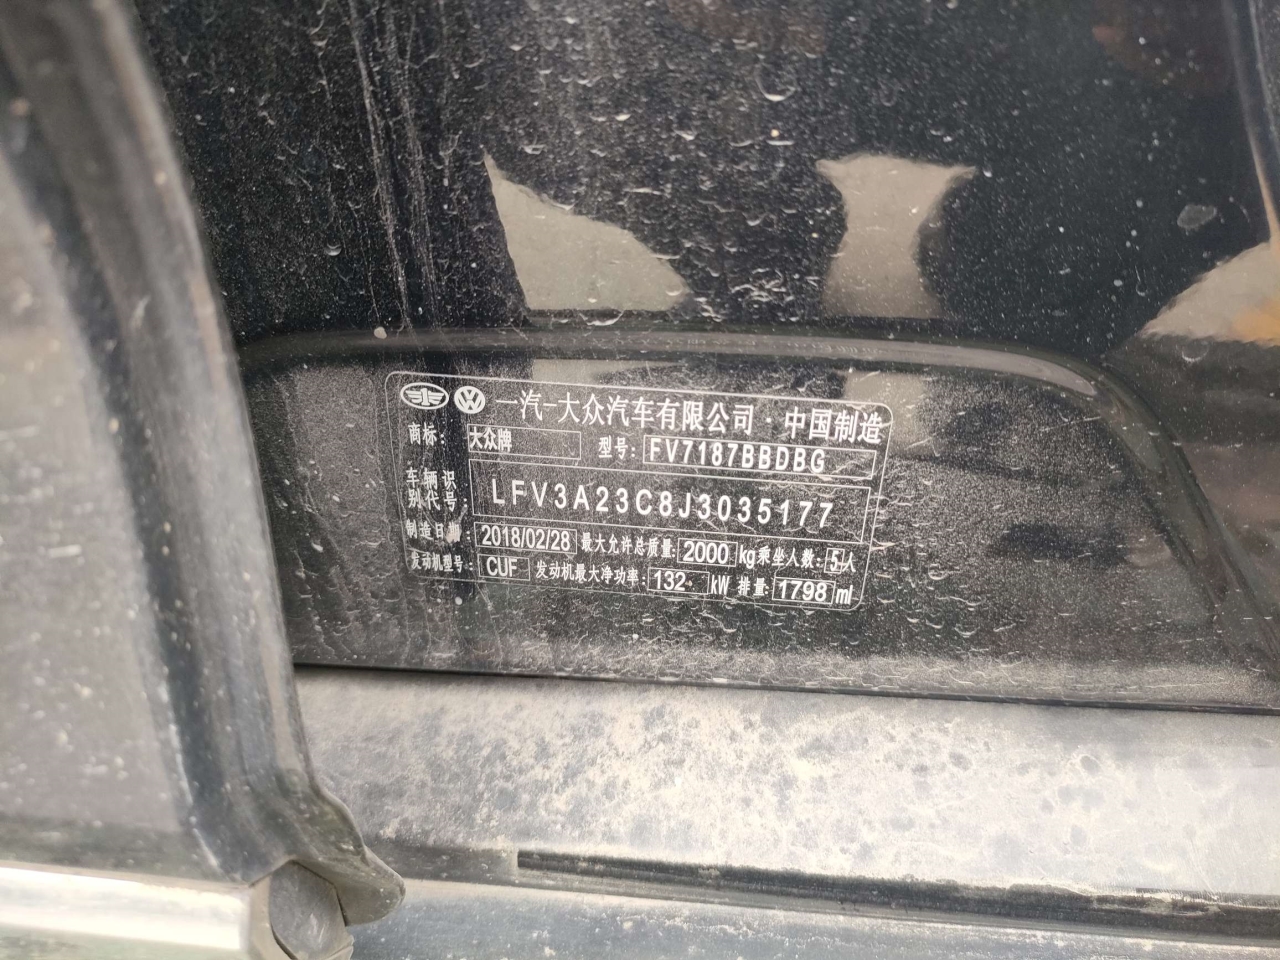 一汽-大众汽车有限公司·中国制造
商标: 大众牌 型号: FV7187BBDBG
车辆识别代号: LFV3A23C8J3035177
制造日期: 2018/02/28 最大允许总质量: 2000 kg 乘坐人数: 5人
发动机型号: CUF 发动机最大净功率: 132 kW 排量: 1798 ml